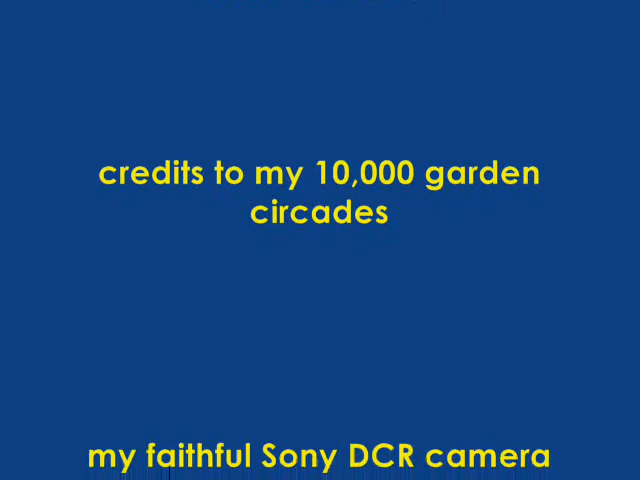 credits to my 10,000 garden
circades
my faithful Sony DCR camera